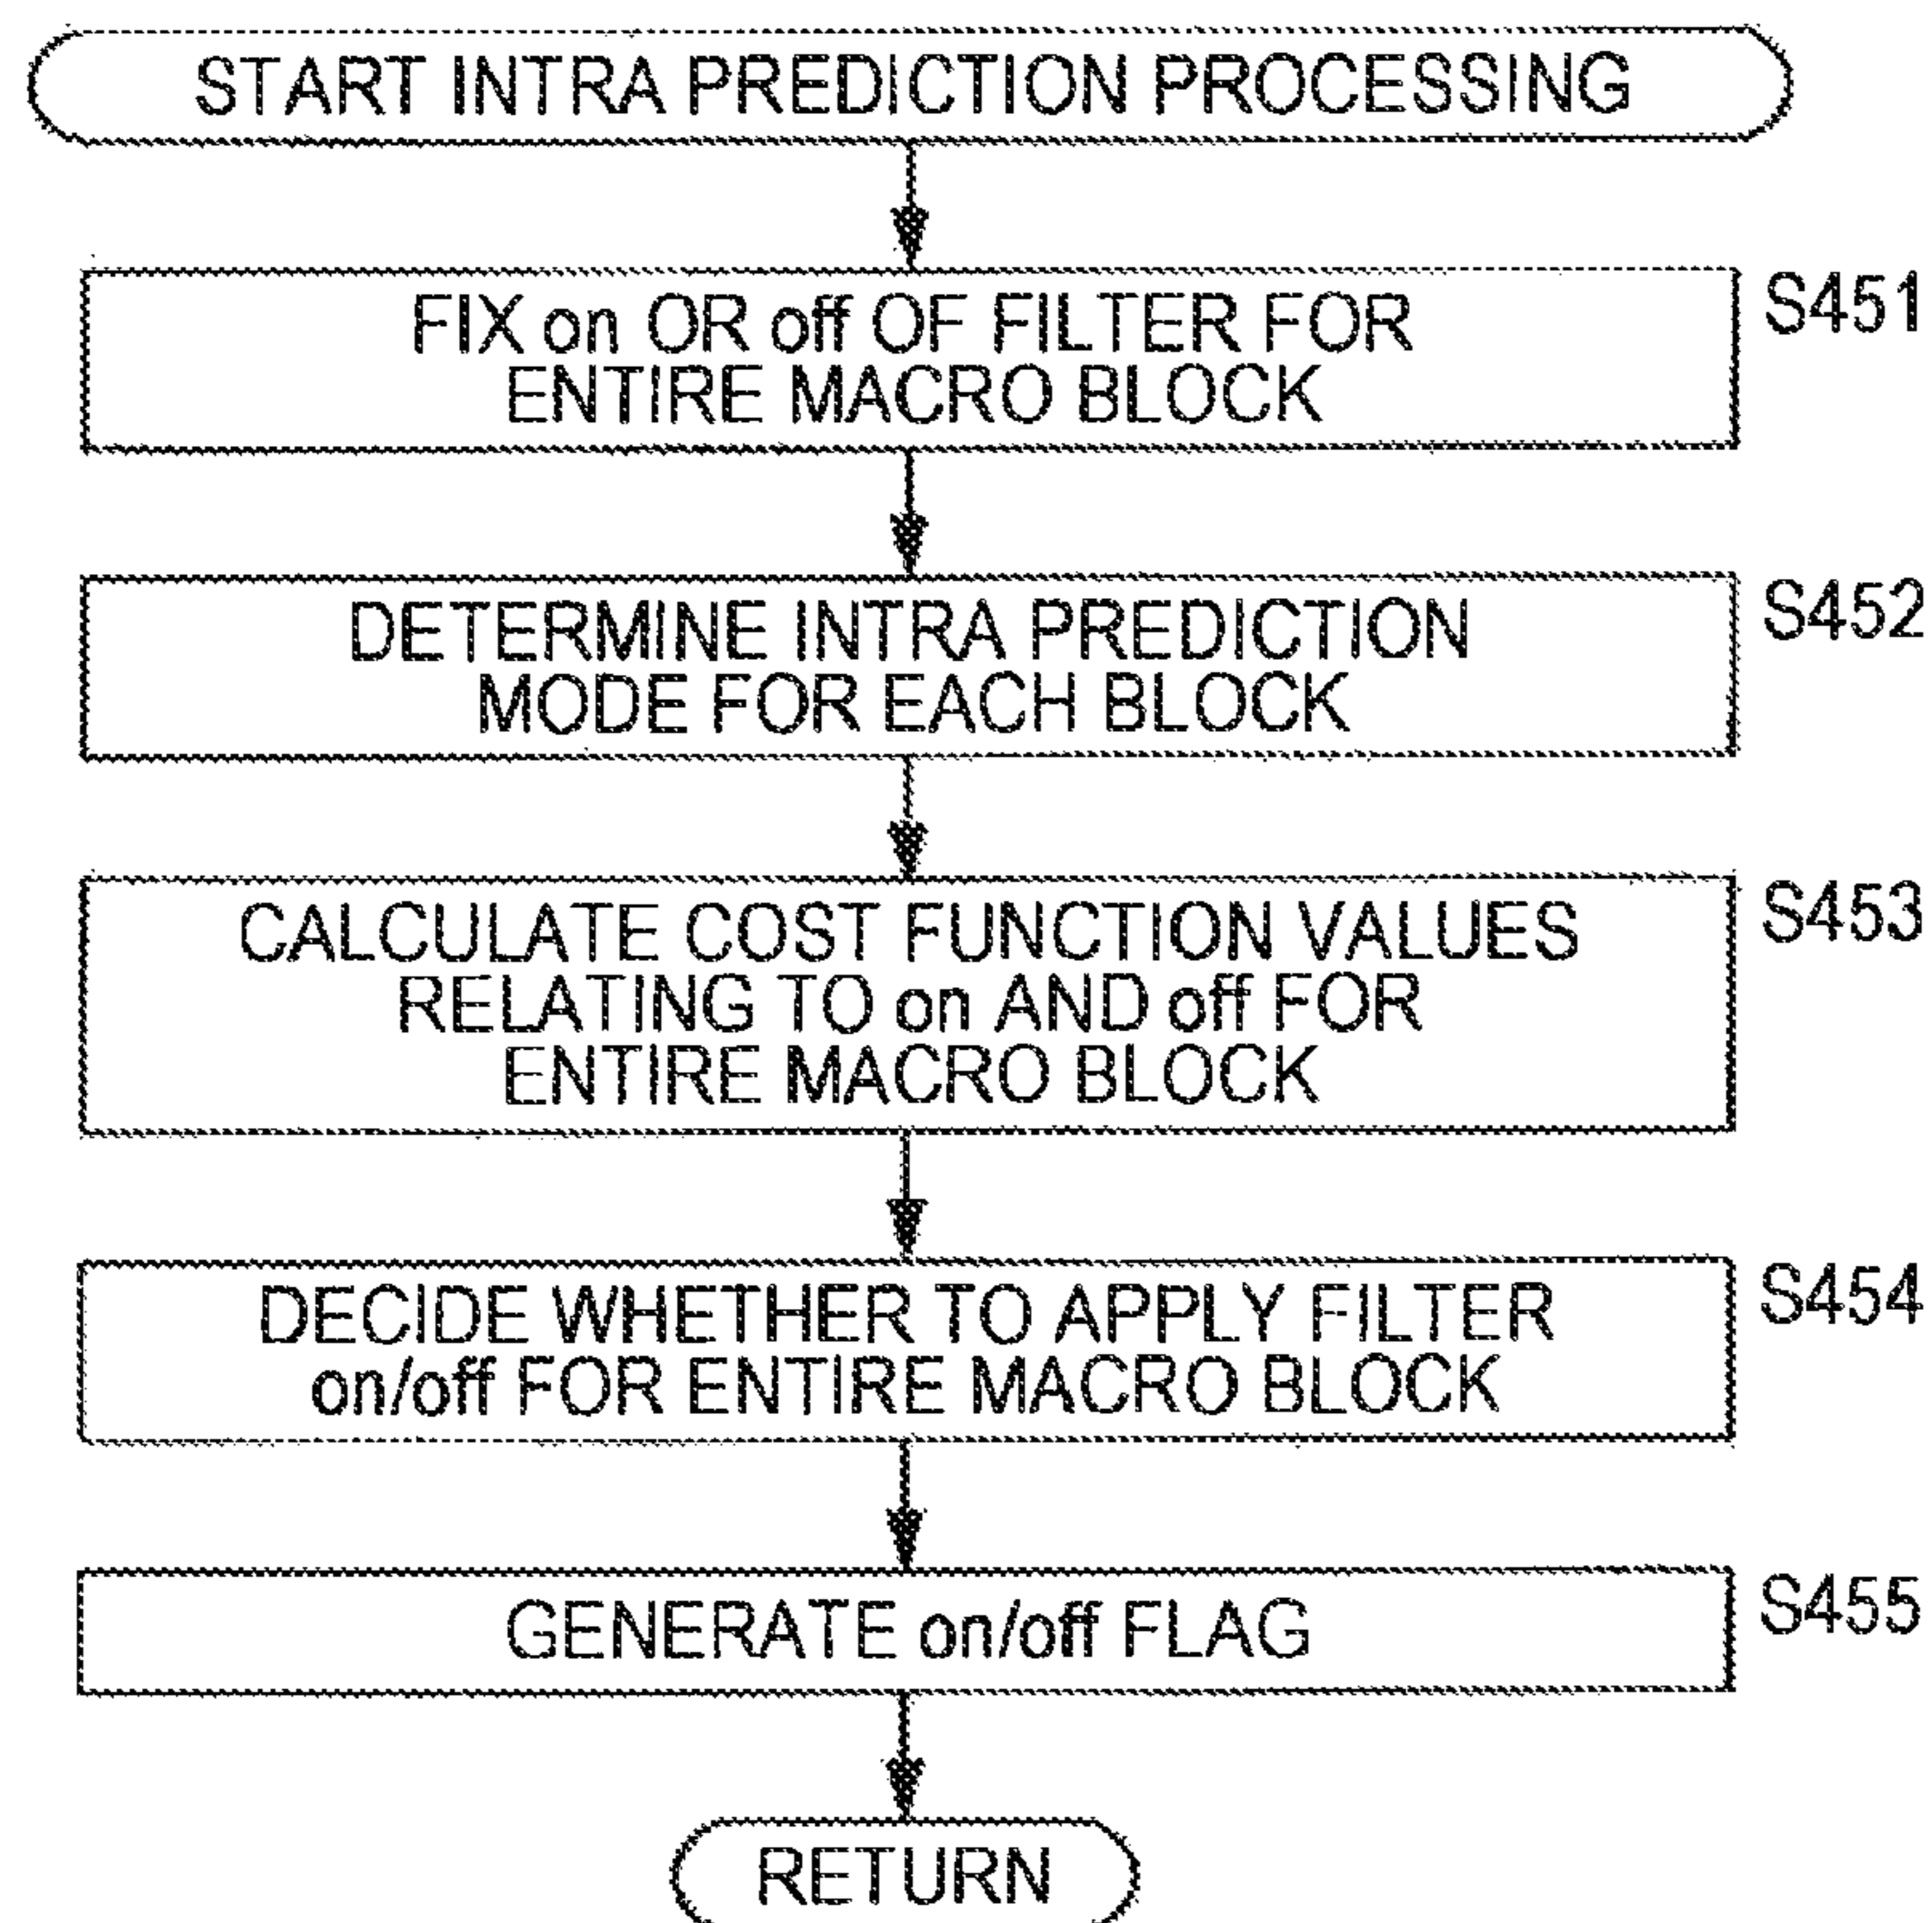 START INTRA PREDICTION PROCESSING
FIX on OR off OF FILTER FOR
ENTIRE MACRO BLOCK
S451
DETERMINE INTRA PREDICTION
MODE FOR EACH BLOCK
S452
CALCULATE COST FUNCTION VALUES
RELATING TO on AND off FOR
ENTIRE MACRO BLOCK
S453
DECIDE WHETHER TO APPLY FILTER
on/off FOR ENTIRE MACRO BLOCK
S454
GENERATE on/off FLAG
S455
RETURN